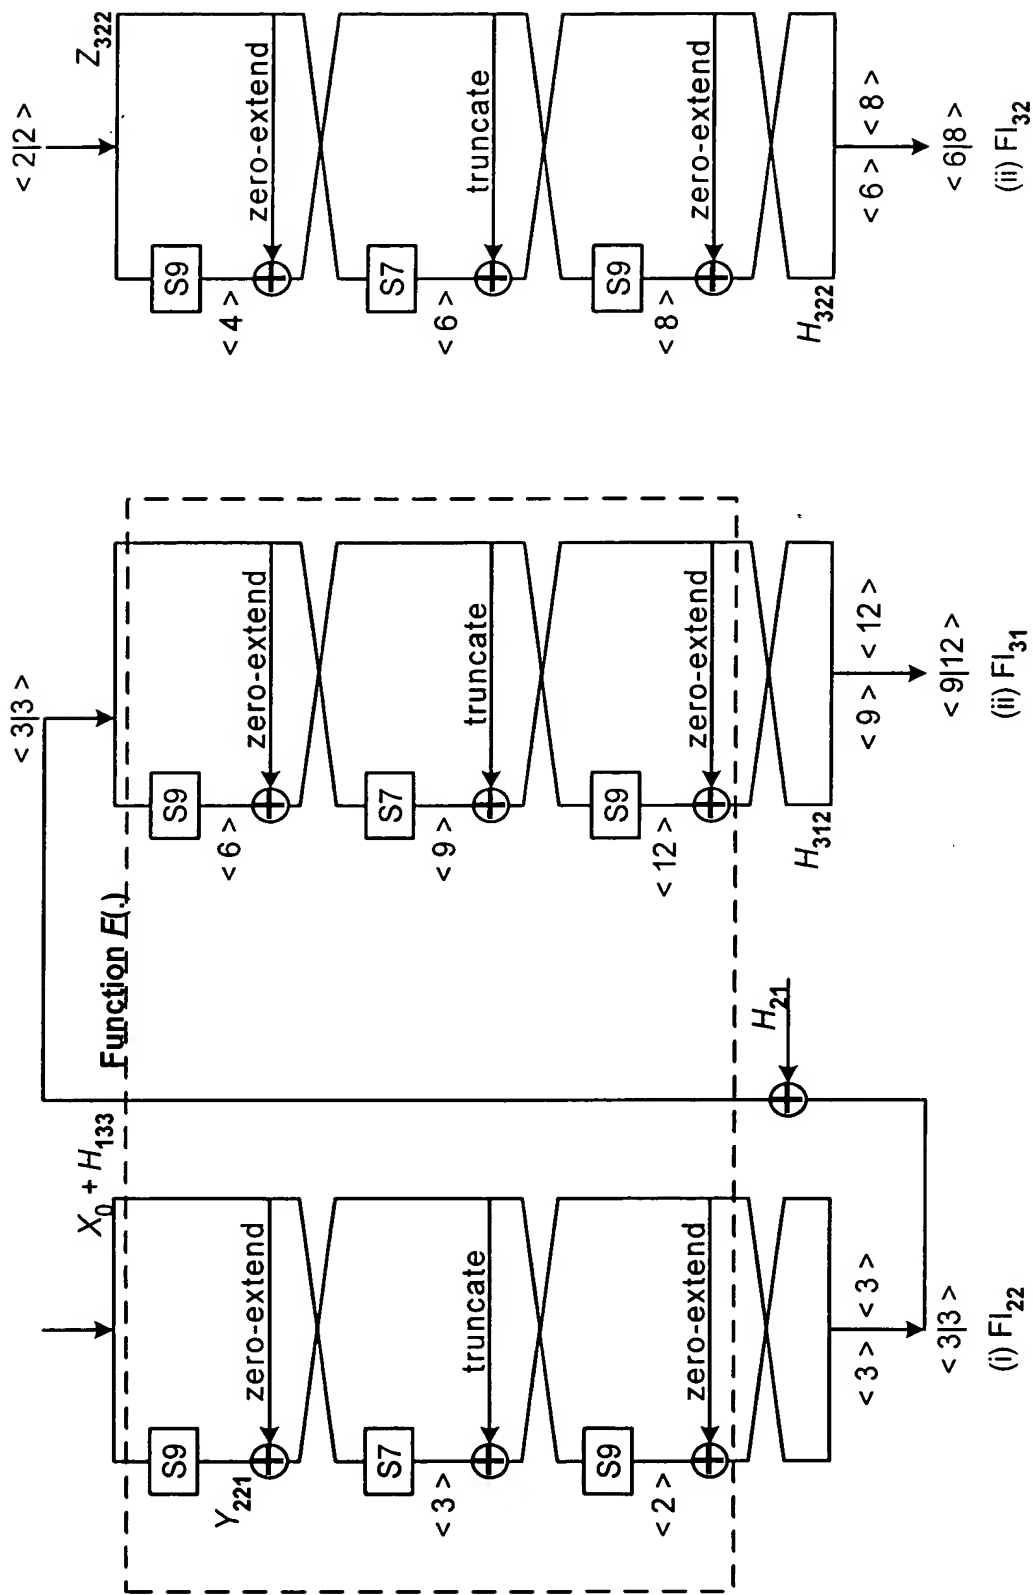 X0 + H133
Function F(.)
S9
Y221
zero-extend
S7
< 3 >
truncate
S9
< 2 >
zero-extend
< 3 > < 3 >
< 3|3 >
(i) FI22
H21
< 3|3 >
S9
< 6 >
zero-extend
S7
< 9 >
truncate
S9
< 12 >
zero-extend
H312
< 9 > < 12 >
< 9|12 >
(ii) FI31
< 2|2 >
Z322
S9
< 4 >
zero-extend
S7
< 6 >
truncate
S9
< 8 >
zero-extend
H322
< 6 > < 8 >
< 6|8 >
(ii) FI32